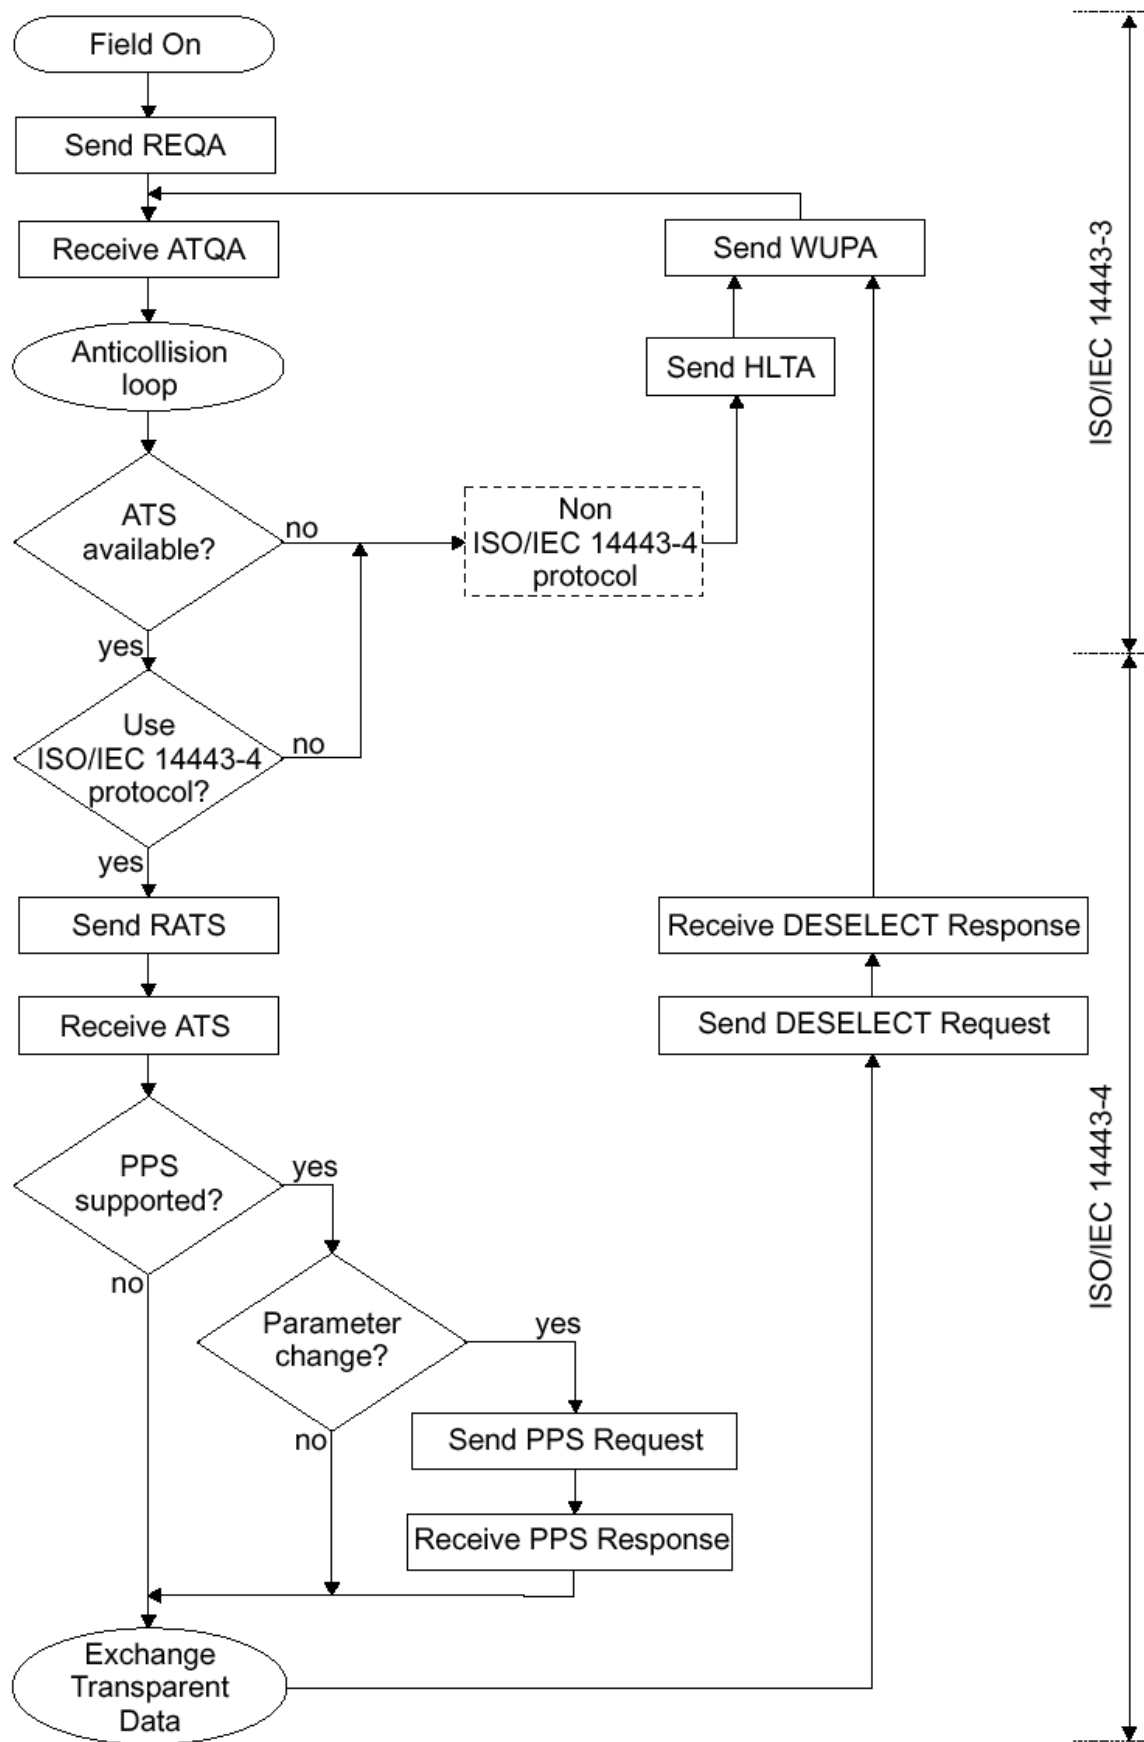 Field On
Send REQA
Receive ATQA
Send WUPA
Anticollision
loop
Send HLTA
ISO/IEC 14443-3
ATS
available?
no
Non
ISO/IEC 14443-4
protocol
yes
Use
ISO/IEC 14443-4
protocol?
no
yes
Send RATS
Receive DESELECT Response
Receive ATS
Send DESELECT Request
ISO/IEC 14443-4
PPS
supported?
yes
no
Parameter
change?
yes
no
Send PPS Request
Receive PPS Response
Exchange
Transparent
Data